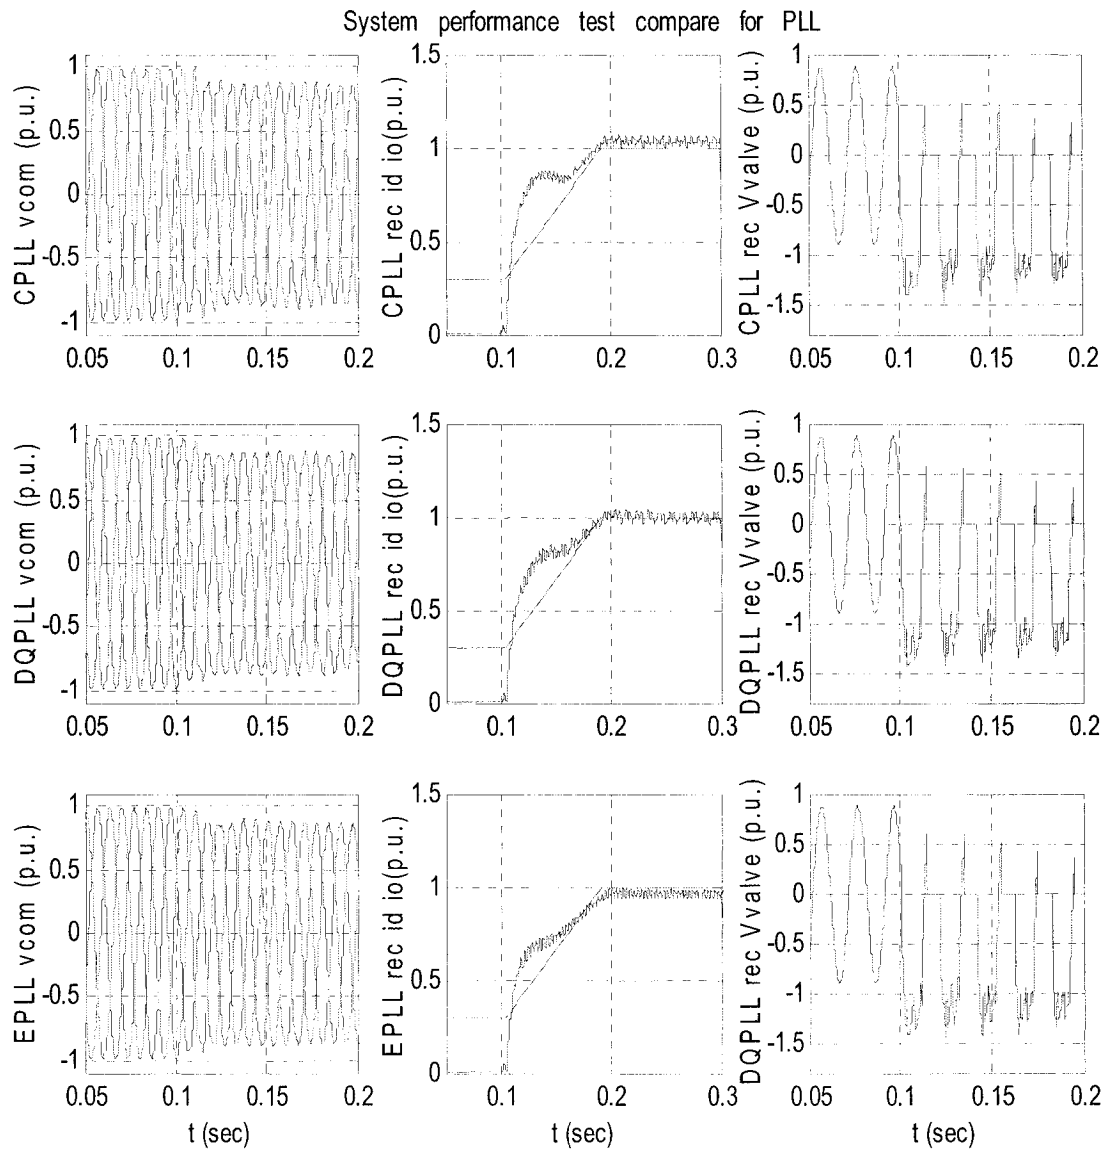 System performance test compare for PLL
CPLL vcom (p.u.)
1
0.5
0
-0.5
-1
0.05 0.1 0.15 0.2
CPLL rec id io(p.u.)
1.5
1
0.5
0
0.1 0.2 0.3
CPLL rec Vvalve (p.u.)
1
0.5
0
-0.5
-1
-1.5
0.05 0.1 0.15 0.2
DQPLL vcom (p.u.)
1
0.5
0
-0.5
-1
0.05 0.1 0.15 0.2
DQPLL rec id io(p.u.)
1.5
1
0.5
0
0.1 0.2 0.3
DQPLL rec Vvalve (p.u.)
1
0.5
0
-0.5
-1
-1.5
0.05 0.1 0.15 0.2
EPLL vcom (p.u.)
1
0.5
0
-0.5
-1
0.05 0.1 0.15 0.2
t (sec)
EPLL rec id io(p.u.)
1.5
1
0.5
0
0.1 0.2 0.3
t (sec)
DQPLL rec Vvalve (p.u.)
1
0.5
0
-0.5
-1
-1.5
0.05 0.1 0.15 0.2
t (sec)